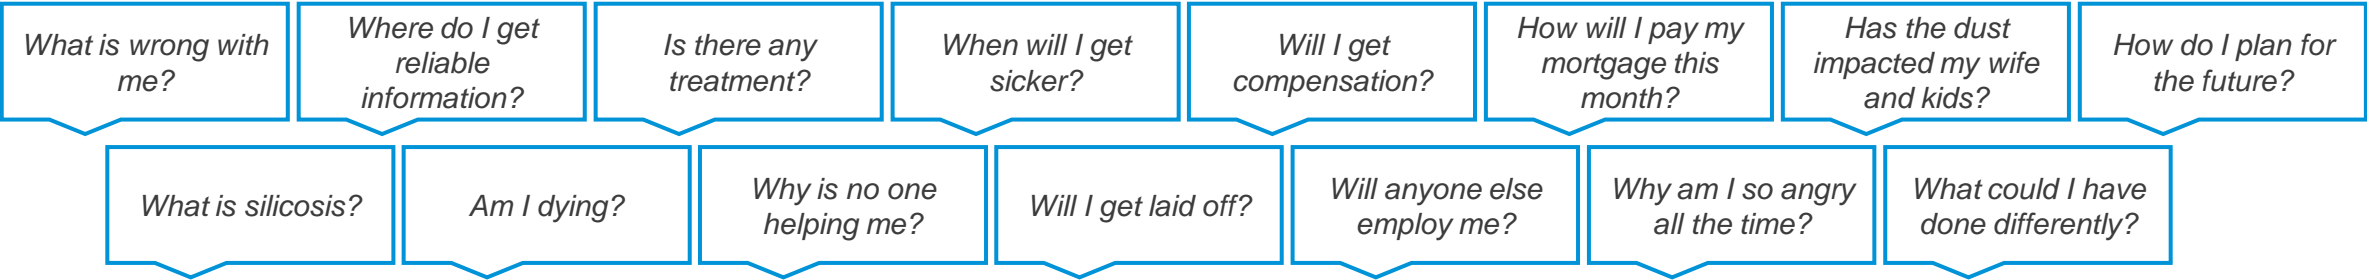 What is wrong with
me?
Where do I get
reliable
information?
Is there any
treatment?
When will I get
sicker?
Will I get
compensation?
How will I pay my
mortgage this
month?
Has the dust
impacted my wife
and kids?
How do I plan for
the future?
What is silicosis?
Am I dying?
Why is no one
helping me?
Will I get laid off?
Will anyone else
employ me?
Why am I so angry
all the time?
What could I have
done differently?